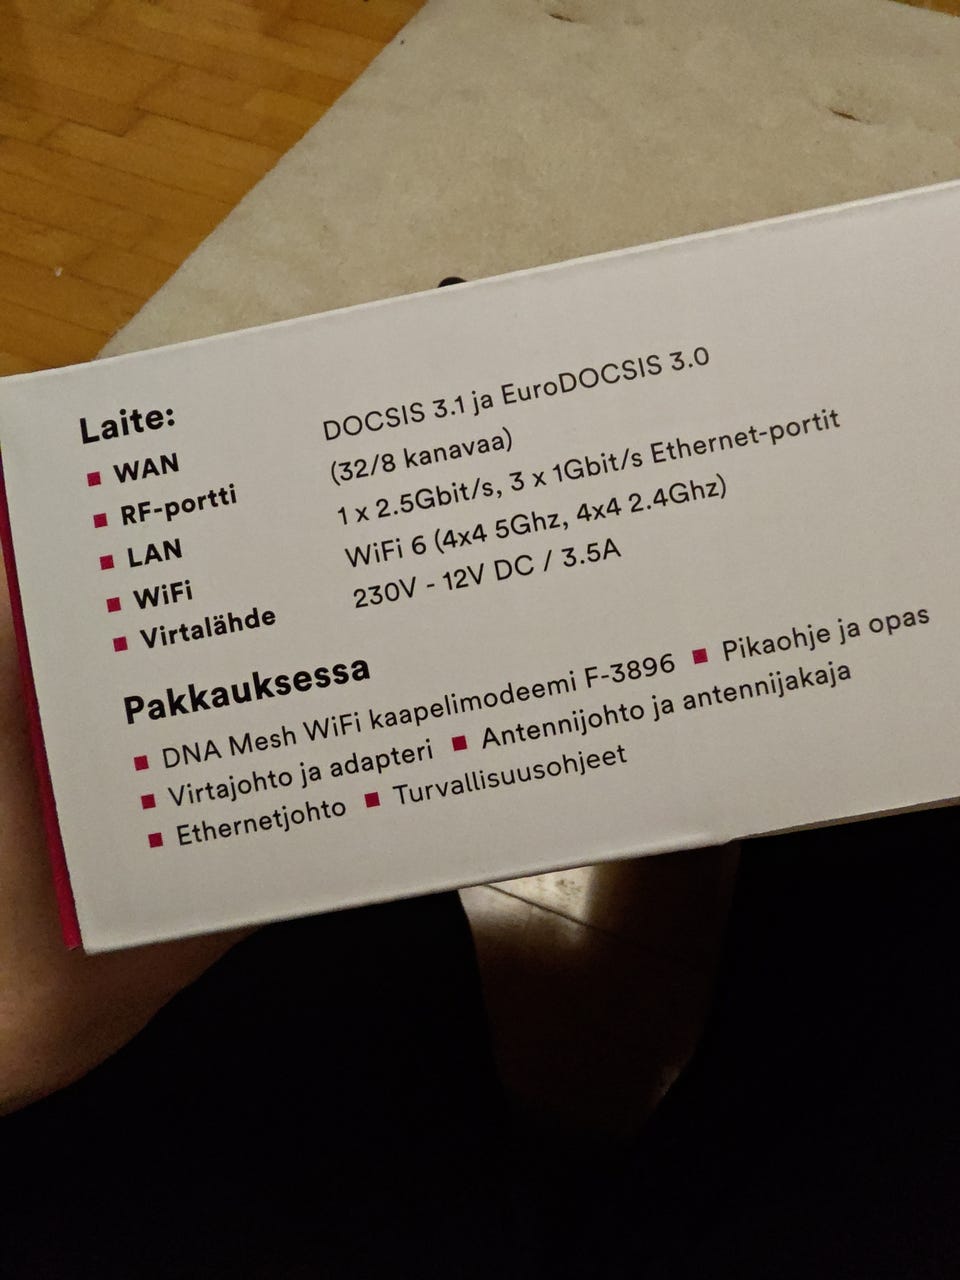 Laite:
WAN DOCSIS 3.1 ja EuroDOCSIS 3.0
RF-portti (32/8 kanavaa)
LAN 1 x 2.5Gbit/s, 3 x 1Gbit/s Ethernet-portit
WiFi WiFi 6 (4x4 5Ghz, 4x4 2.4Ghz)
Virtalähde 230V - 12V DC / 3.5A
Pakkauksessa
DNA Mesh WiFi kaapelimodeemi F-3896 ■ Pikaohje ja opas
Virtajohto ja adapteri ■ Antennijohto ja antennijakaja
Ethernetjohto ■ Turvallisuusohjeet